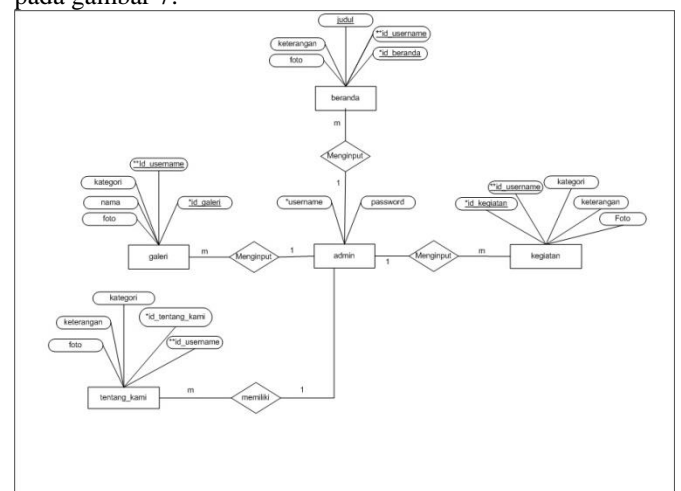 pada gambar 7.
judul
**id_username
keterangan
*id_beranda
foto
beranda
m
Menginput
1
**id_username
kategori
*id_galeri
nama
foto
galeri
m
Menginput
1
*username
password
admin
1
Menginput
m
kategori
**id_username
*id_kegiatan
keterangan
Foto
kegiatan
kategori
*id_tentang_kami
keterangan
**id_username
foto
tentang_kami
m
memiliki
1